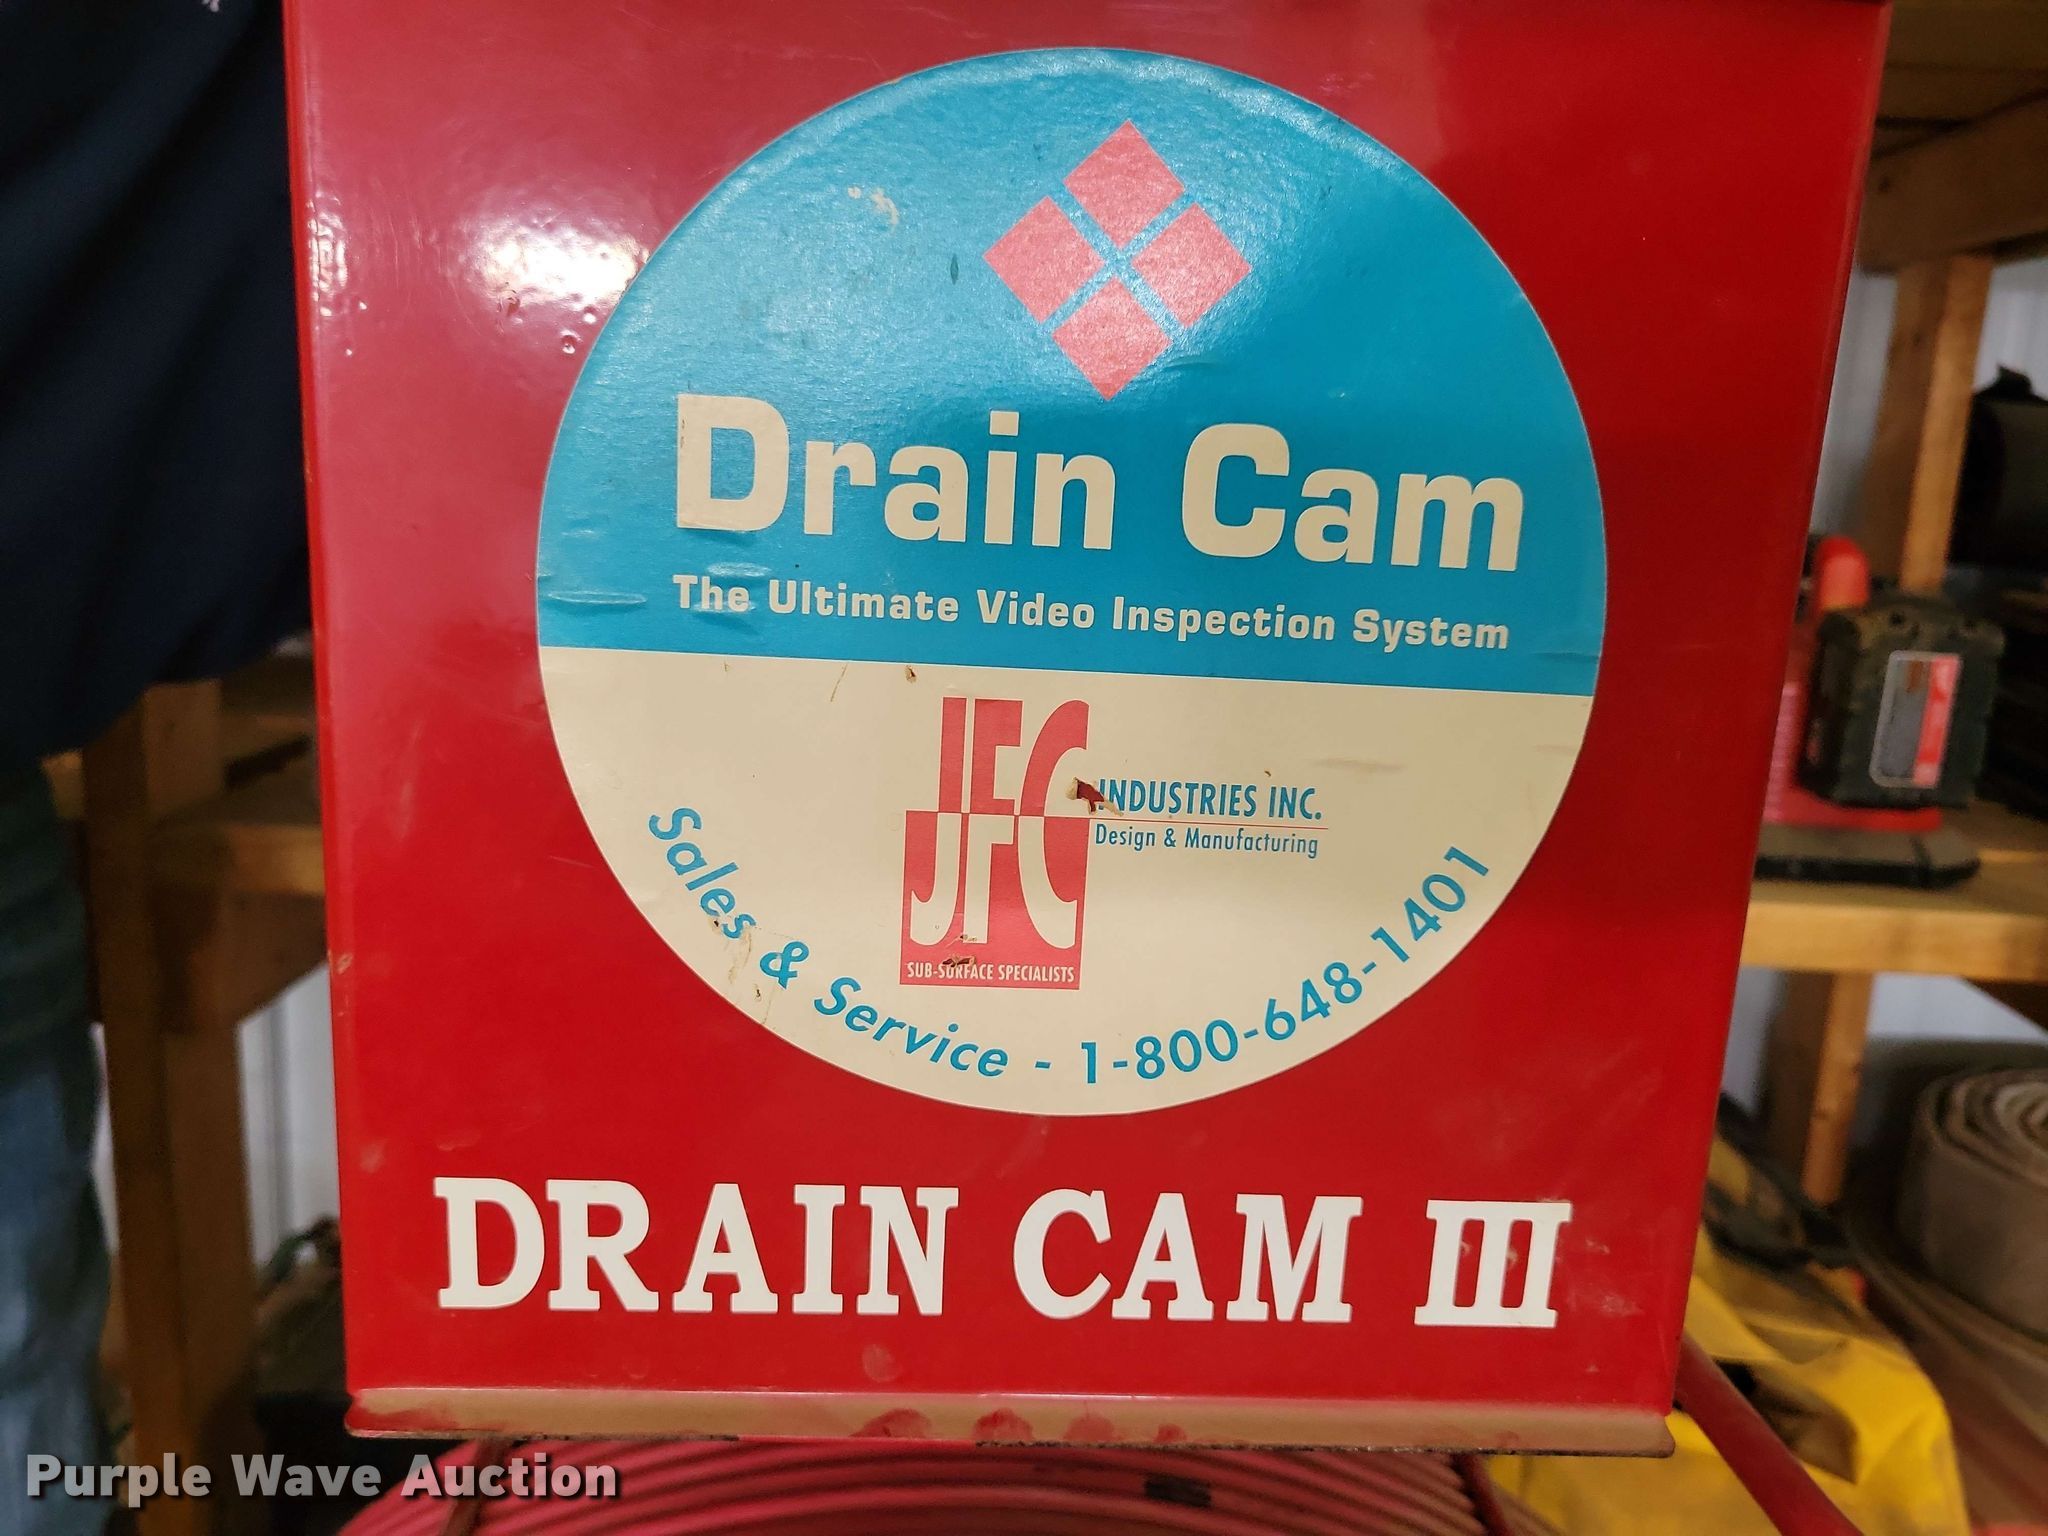 Drain Cam
The Ultimate Video Inspection System
JFC
INDUSTRIES INC.
Design & Manufacturing
SUB-SURFACE SPECIALISTS
Sales & Service - 1-800-648-1401
DRAIN CAM III
Purple Wave Auction